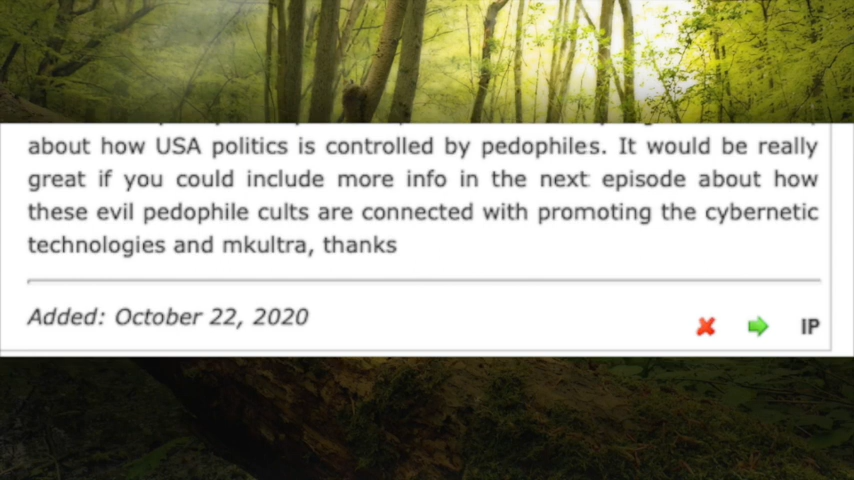 about how USA politics is controlled by pedophiles. It would be really
great if you could include more info in the next episode about how
these evil pedophile cults are connected with promoting the cybernetic
technologies and mkultra, thanks
Added: October 22, 2020
IP